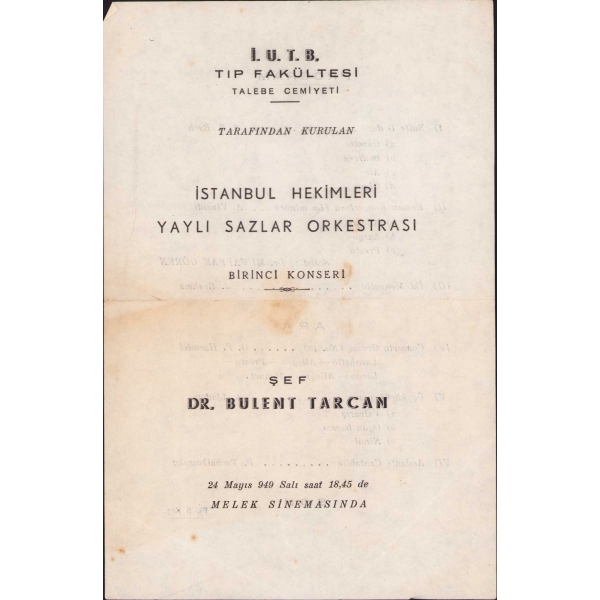 İ. U. T. B.
TIP FAKÜLTESİ
TALEBE CEMİYETİ
TARAFINDAN KURULAN
İSTANBUL HEKİMLERİ
YAYLI SAZLAR ORKESTRASI
BİRİNCİ KONSERİ
ŞEF
DR. BULENT TARCAN
24 Mayıs 949 Salı saat 18,45 de
MELEK SİNEMASINDA